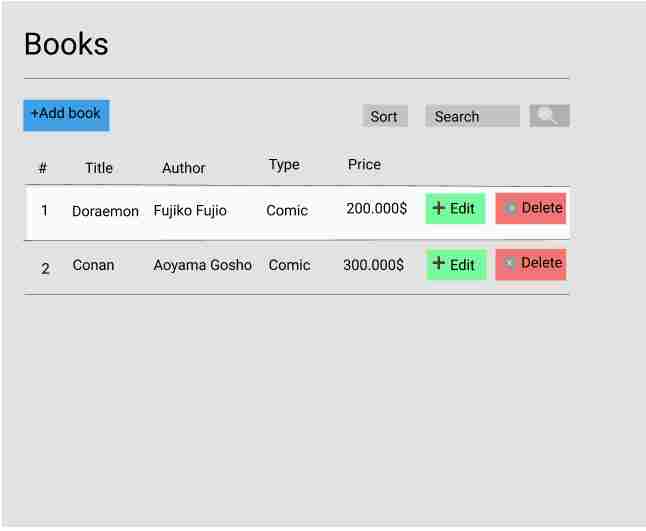 Books
+Add book Sort Search
# Title Author Type Price
1 Doraemon Fujiko Fujio Comic 200.000$ + Edit Delete
2 Conan Aoyama Gosho Comic 300.000$ + Edit Delete